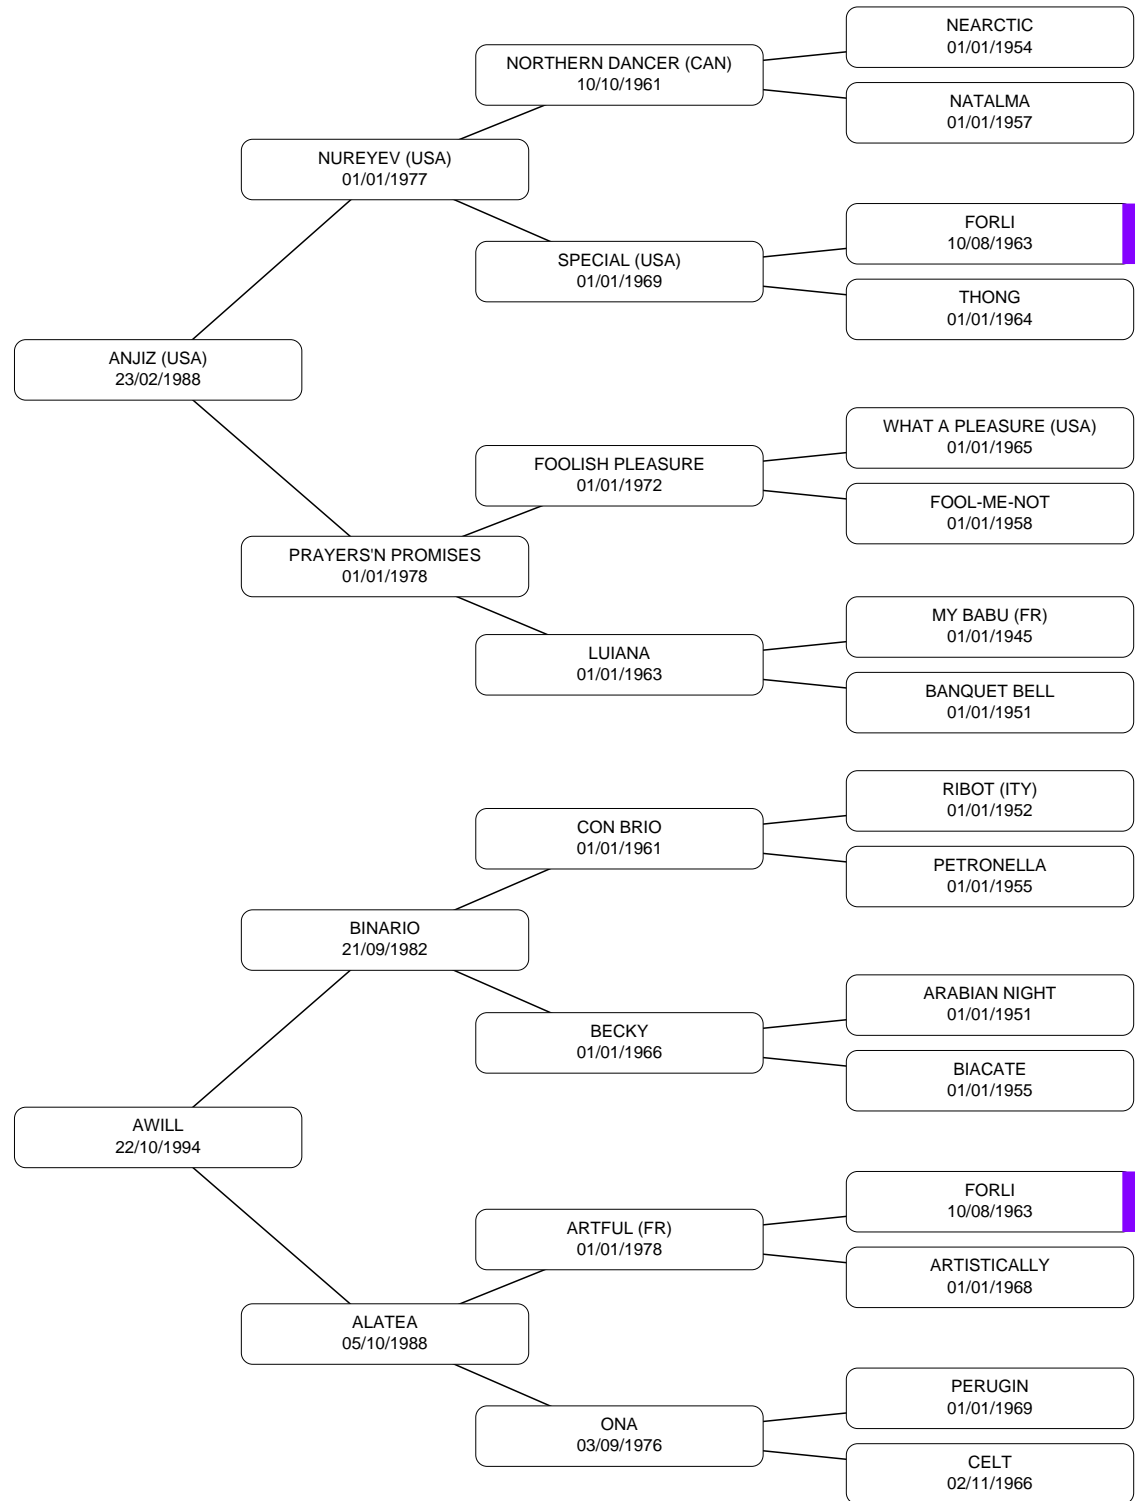 NEARCTIC
01/01/1954
NORTHERN DANCER (CAN)
10/10/1961
NATALMA
01/01/1957
NUREYEV (USA)
01/01/1977
FORLI
10/08/1963
SPECIAL (USA)
01/01/1969
THONG
01/01/1964
ANJIZ (USA)
23/02/1988
WHAT A PLEASURE (USA)
01/01/1965
FOOLISH PLEASURE
01/01/1972
FOOL-ME-NOT
01/01/1958
PRAYERS'N PROMISES
01/01/1978
MY BABU (FR)
01/01/1945
LUIANA
01/01/1963
BANQUET BELL
01/01/1951
RIBOT (ITY)
01/01/1952
CON BRIO
01/01/1961
PETRONELLA
01/01/1955
BINARIO
21/09/1982
ARABIAN NIGHT
01/01/1951
BECKY
01/01/1966
BIACATE
01/01/1955
AWILL
22/10/1994
FORLI
10/08/1963
ARTFUL (FR)
01/01/1978
ARTISTICALLY
01/01/1968
ALATEA
05/10/1988
PERUGIN
01/01/1969
ONA
03/09/1976
CELT
02/11/1966